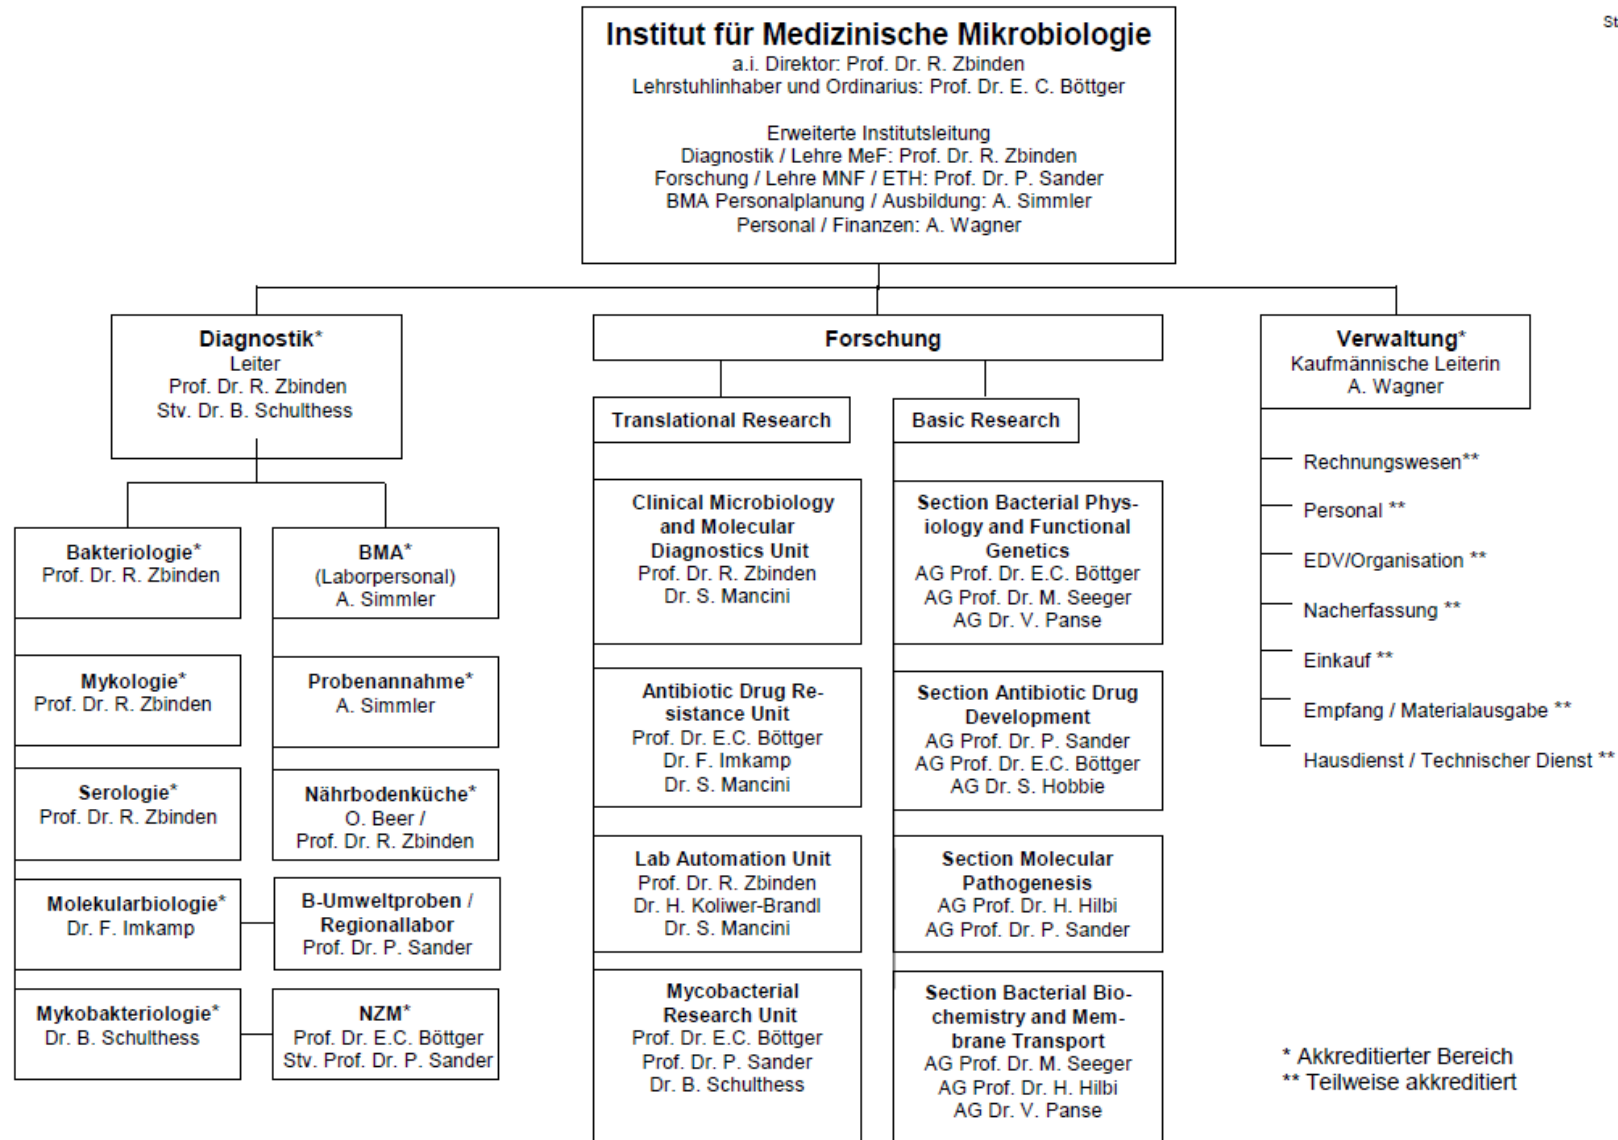 St
Institut für Medizinische Mikrobiologie
a.i. Direktor: Prof. Dr. R. Zbinden
Lehrstuhlinhaber und Ordinarius: Prof. Dr. E. C. Böttger
Erweiterte Institutsleitung
Diagnostik / Lehre MeF: Prof. Dr. R. Zbinden
Forschung / Lehre MNF / ETH: Prof. Dr. P. Sander
BMA Personalplanung / Ausbildung: A. Simmler
Personal / Finanzen: A. Wagner
Diagnostik*
Leiter
Prof. Dr. R. Zbinden
Stv. Dr. B. Schulthess
Bakteriologie*
Prof. Dr. R. Zbinden
Mykologie*
Prof. Dr. R. Zbinden
Serologie*
Prof. Dr. R. Zbinden
Molekularbiologie*
Dr. F. Imkamp
Mykobakteriologie*
Dr. B. Schulthess
BMA*
(Laborpersonal)
A. Simmler
Probenannahme*
A. Simmler
Nährbodenküche*
O. Beer /
Prof. Dr. R. Zbinden
B-Umweltproben /
Regionallabor
Prof. Dr. P. Sander
NZM*
Prof. Dr. E.C. Böttger
Stv. Prof. Dr. P. Sander
Forschung
Translational Research
Clinical Microbiology
and Molecular
Diagnostics Unit
Prof. Dr. R. Zbinden
Dr. S. Mancini
Antibiotic Drug Re-
sistance Unit
Prof. Dr. E.C. Böttger
Dr. F. Imkamp
Dr. S. Mancini
Lab Automation Unit
Prof. Dr. R. Zbinden
Dr. H. Koliwer-Brandl
Dr. S. Mancini
Mycobacterial
Research Unit
Prof. Dr. E.C. Böttger
Prof. Dr. P. Sander
Dr. B. Schulthess
Basic Research
Section Bacterial Phys-
iology and Functional
Genetics
AG Prof. Dr. E.C. Böttger
AG Prof. Dr. M. Seeger
AG Dr. V. Panse
Section Antibiotic Drug
Development
AG Prof. Dr. P. Sander
AG Prof. Dr. E.C. Böttger
AG Dr. S. Hobbie
Section Molecular
Pathogenesis
AG Prof. Dr. H. Hilbi
AG Prof. Dr. P. Sander
Section Bacterial Bio-
chemistry and Mem-
brane Transport
AG Prof. Dr. M. Seeger
AG Prof. Dr. H. Hilbi
AG Dr. V. Panse
Verwaltung*
Kaufmännische Leiterin
A. Wagner
Rechnungswesen**
Personal **
EDV/Organisation **
Nacherfassung **
Einkauf **
Empfang / Materialausgabe **
Hausdienst / Technischer Dienst **
* Akkreditierter Bereich
** Teilweise akkreditiert